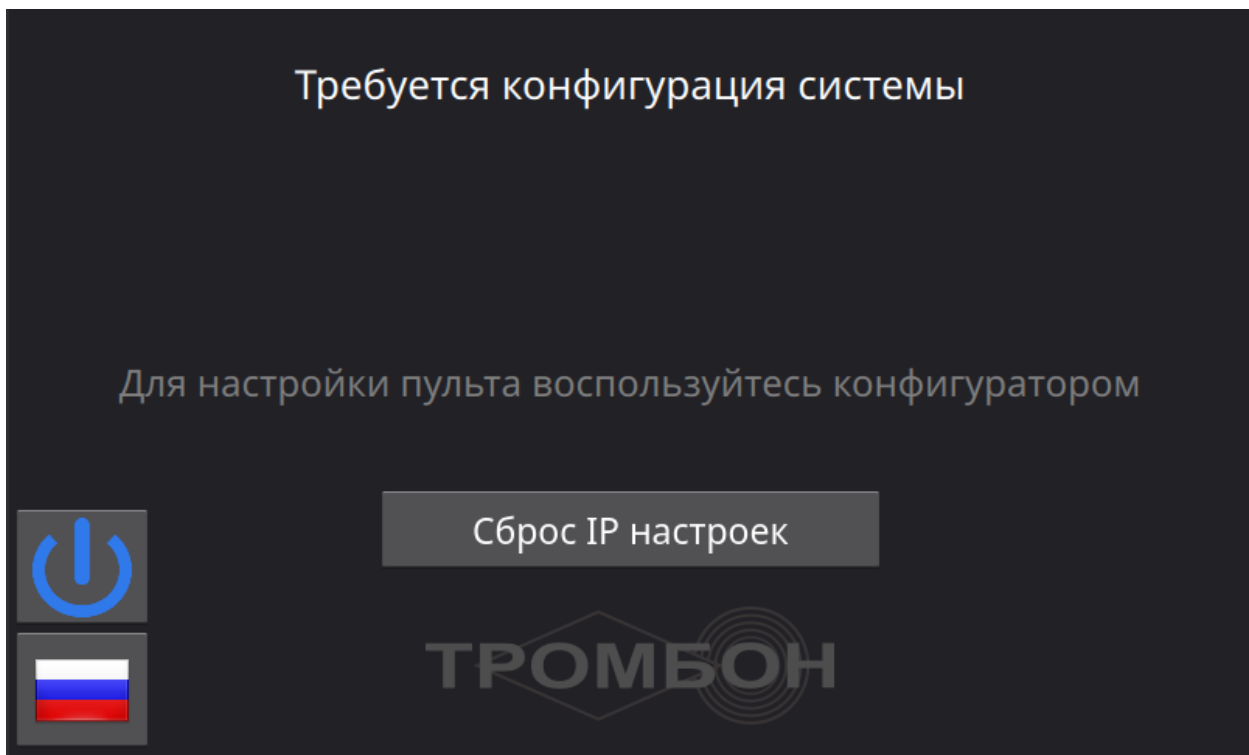 Требуется конфигурация системы
Для настройки пульта воспользуйтесь конфигуратором
Сброс IP настроек
ТРОМБОН